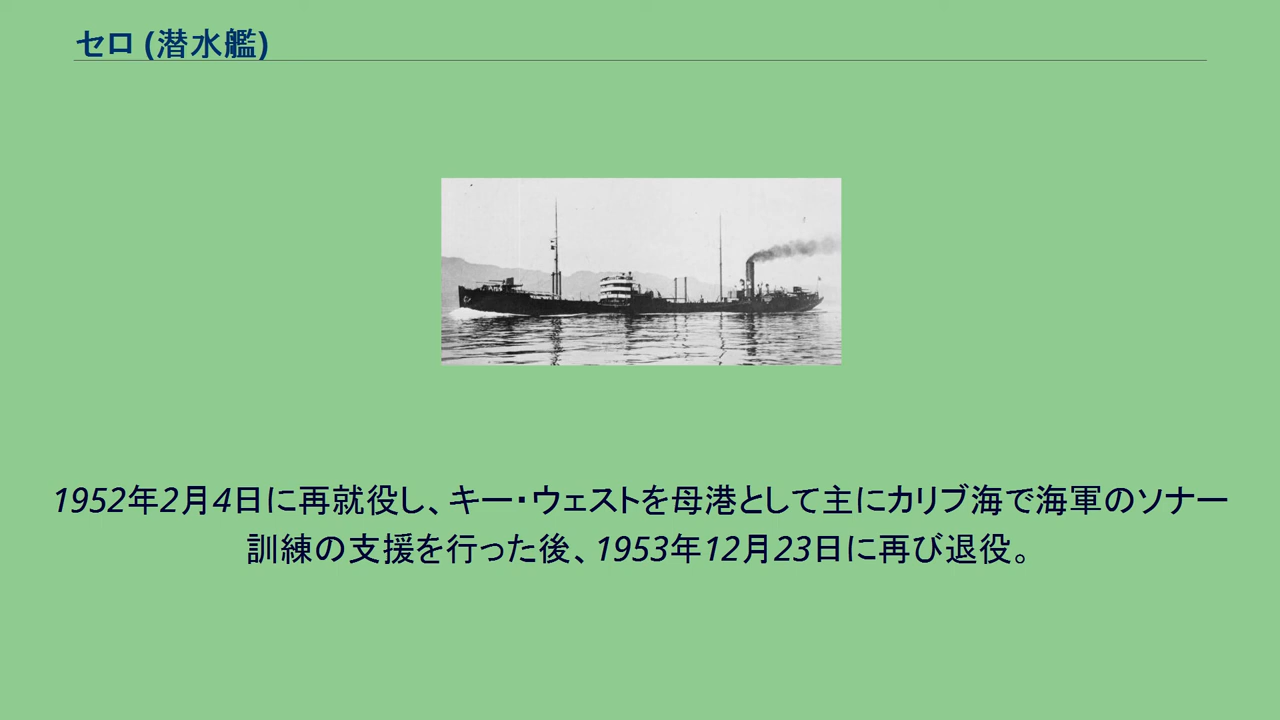 セロ (潜水艦)
1952年2月4日に再就役し、キー・ウェストを母港として主にカリブ海で海軍のソナー
訓練の支援を行った後、1953年12月23日に再び退役。